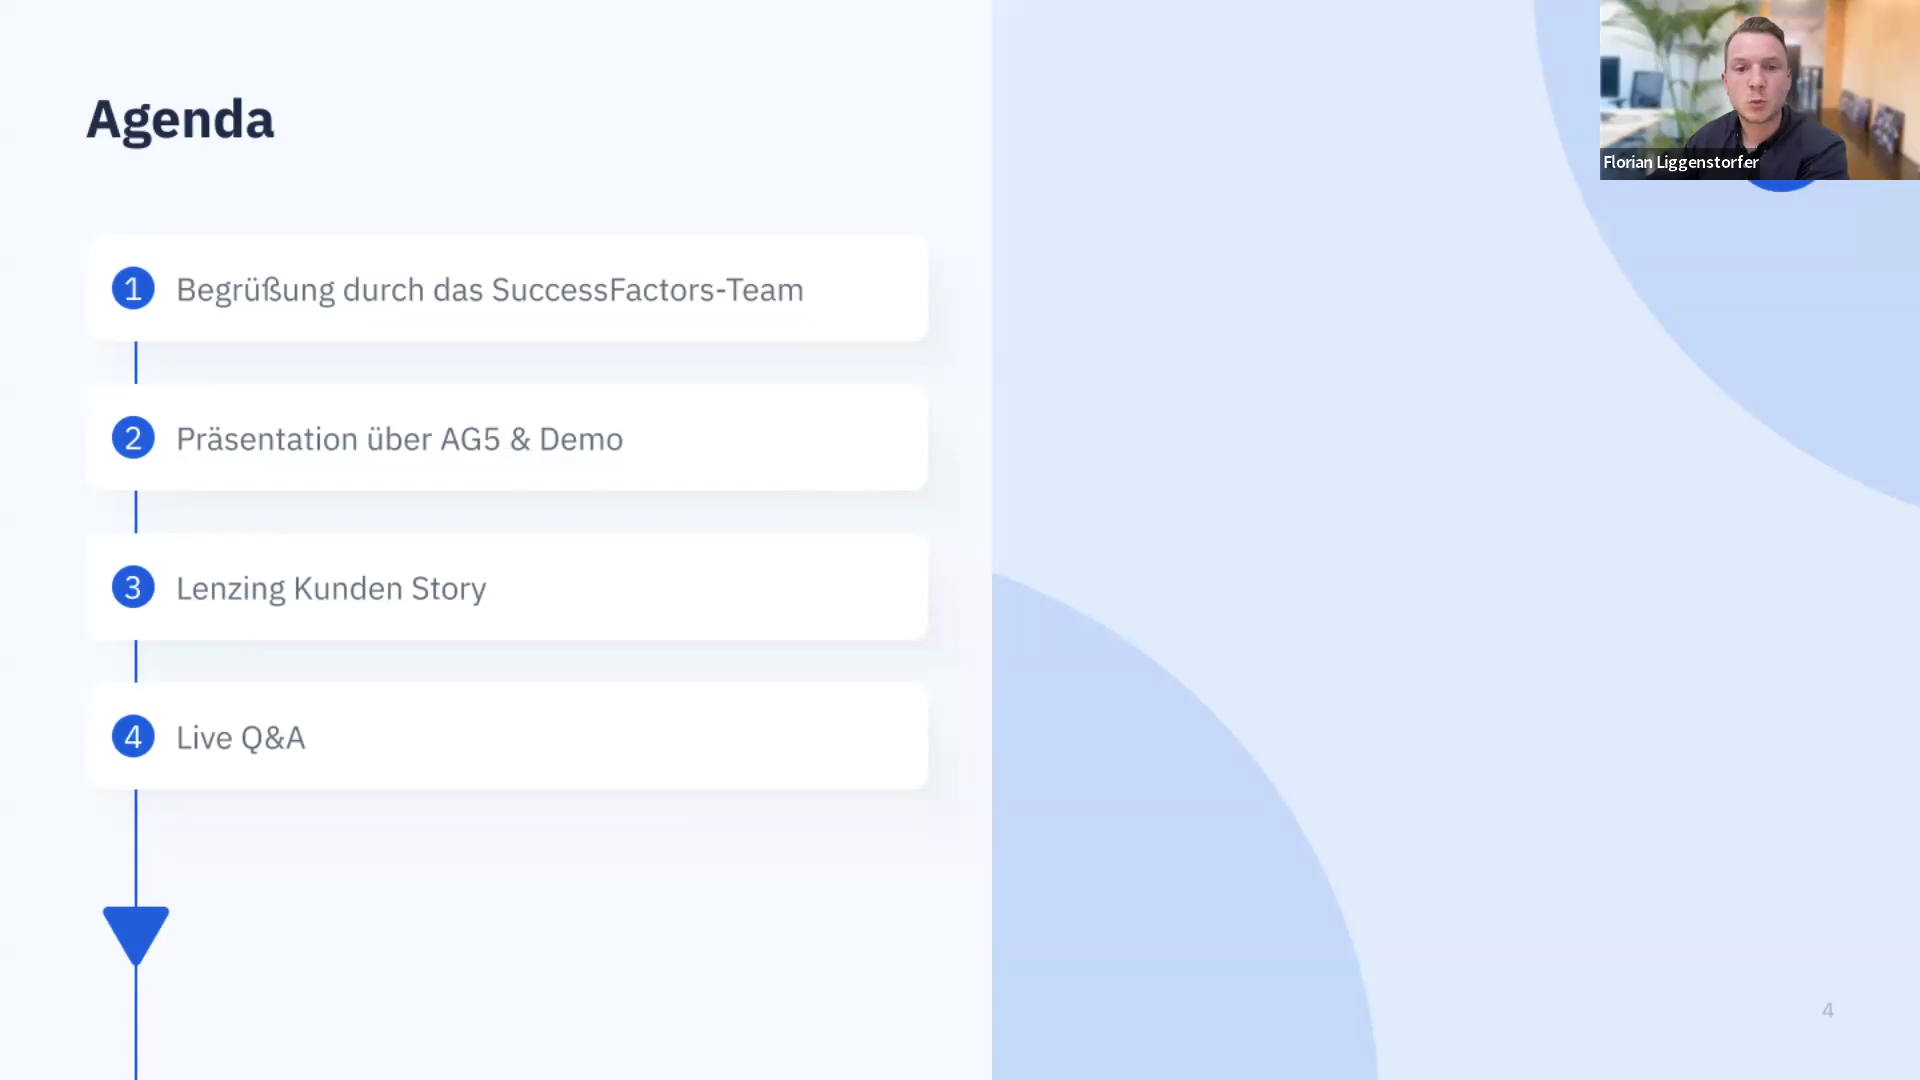 Agenda
1 Begrüßung durch das SuccessFactors-Team
2 Präsentation über AG5 & Demo
3 Lenzing Kunden Story
4 Live Q&A
Florian Liggenstorfer
4